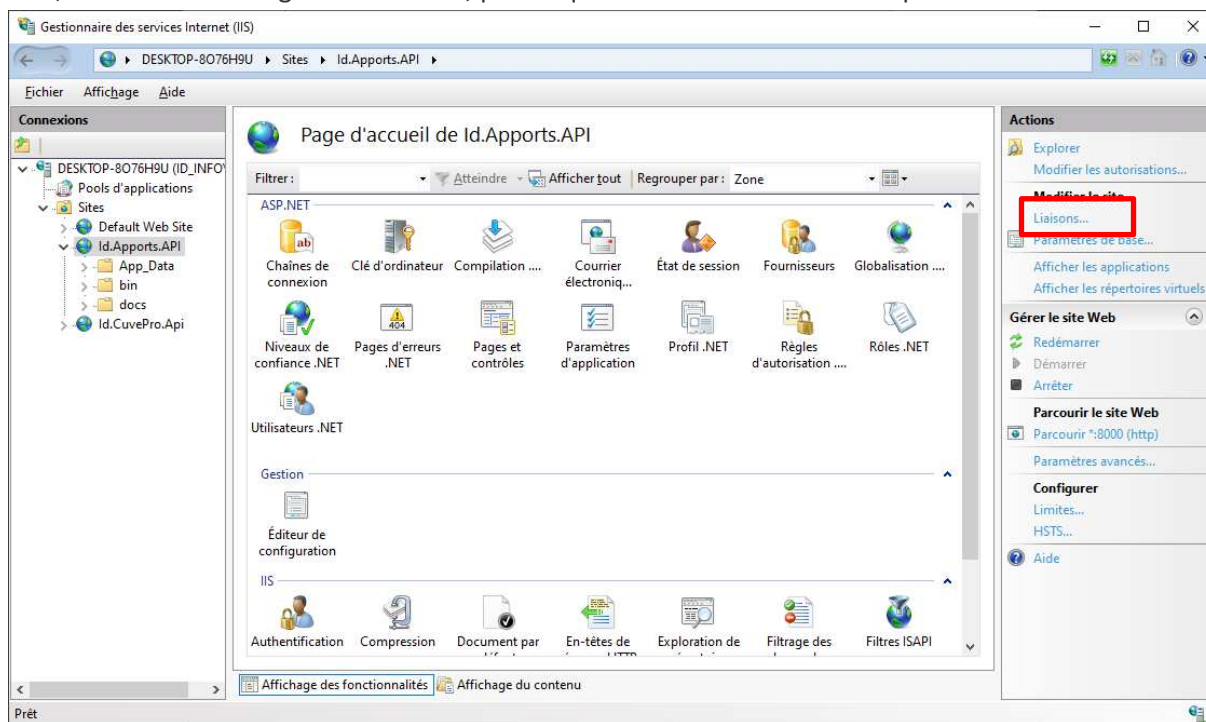 Gestionnaire des services Internet (IIS)
DESKTOP-8O76H9U Sites Id.Apports.API
Fichier Affichage Aide
Connexions
DESKTOP-8O76H9U (ID_INFO
Pools d'applications
Sites
Default Web Site
Id.Apports.API
App_Data
bin
docs
Id.CuvePro.Api
Page d'accueil de Id.Apports.API
Filtrer : Atteindre Afficher tout Regrouper par : Zone
ASP.NET
Chaînes de connexion
Clé d'ordinateur
Compilation ....
Courrier électroniq...
État de session
Fournisseurs
Globalisation ....
Niveaux de confiance .NET
Pages d'erreurs .NET
Pages et contrôles
Paramètres d'application
Profil .NET
Règles d'autorisation ....
Rôles .NET
Utilisateurs .NET
Gestion
Éditeur de configuration
IIS
Authentification
Compression
Document par
En-têtes de
Exploration de
Filtrage des
Filtres ISAPI
Affichage des fonctionnalités Affichage du contenu
Actions
Explorer
Modifier les autorisations...
Modifier le site
Liaisons...
Paramètres de base...
Afficher les applications
Afficher les répertoires virtuels
Gérer le site Web
Redémarrer
Démarrer
Arrêter
Parcourir le site Web
Parcourir *:8000 (http)
Paramètres avancés...
Configurer
Limites...
HSTS...
Aide
Prêt